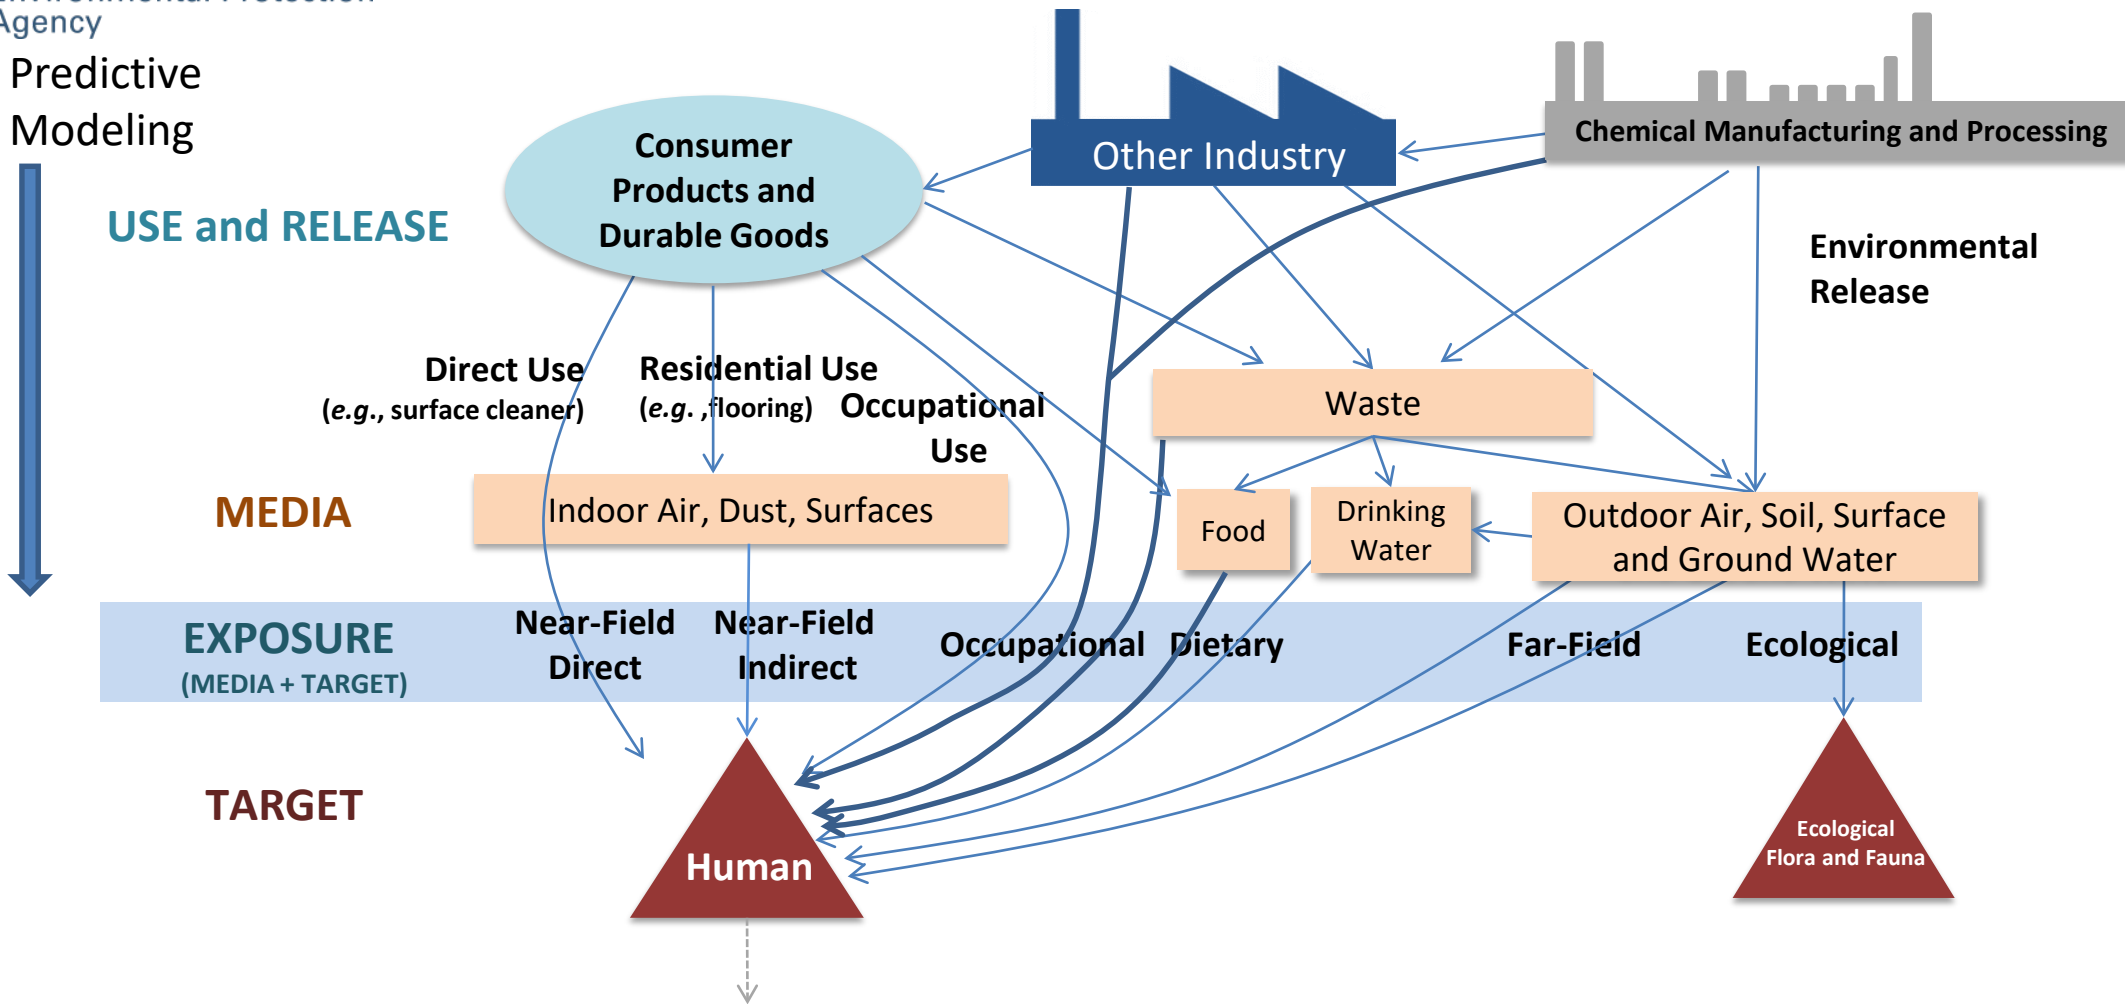 Environmental Protection
Agency
Predictive
Modeling
USE and RELEASE
Consumer
Products and
Durable Goods
Other Industry
Chemical Manufacturing and Processing
Environmental
Release
Direct Use
(e.g., surface cleaner)
Residential Use
(e.g. ,flooring)
Occupational
Use
Waste
MEDIA
Indoor Air, Dust, Surfaces
Food
Drinking
Water
Outdoor Air, Soil, Surface
and Ground Water
EXPOSURE
(MEDIA + TARGET)
Near-Field
Direct
Near-Field
Indirect
Occupational
Dietary
Far-Field
Ecological
TARGET
Human
Ecological
Flora and Fauna